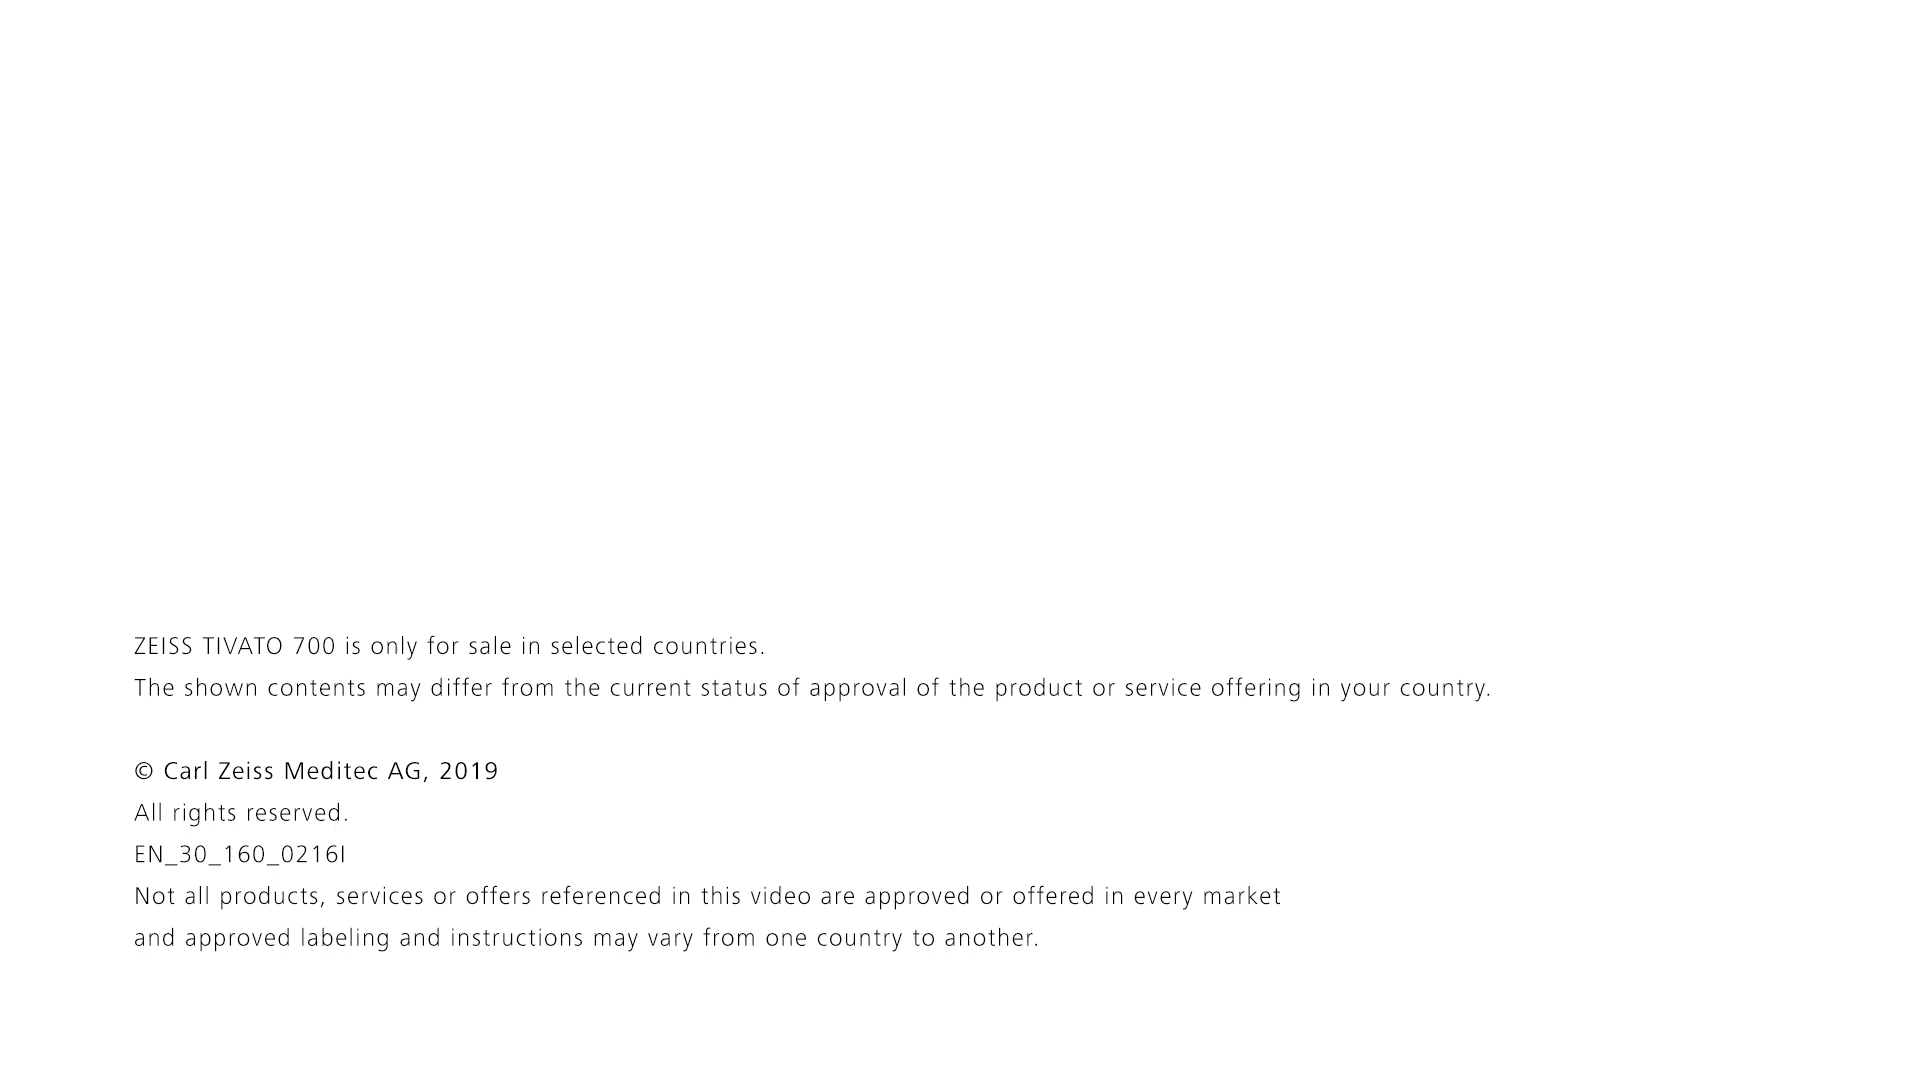 ZEISS TIVATO 700 is only for sale in selected countries.
The shown contents may differ from the current status of approval of the product or service offering in your country.
© Carl Zeiss Meditec AG, 2019
All rights reserved.
EN_30_160_0216I
Not all products, services or offers referenced in this video are approved or offered in every market
and approved labeling and instructions may vary from one country to another.